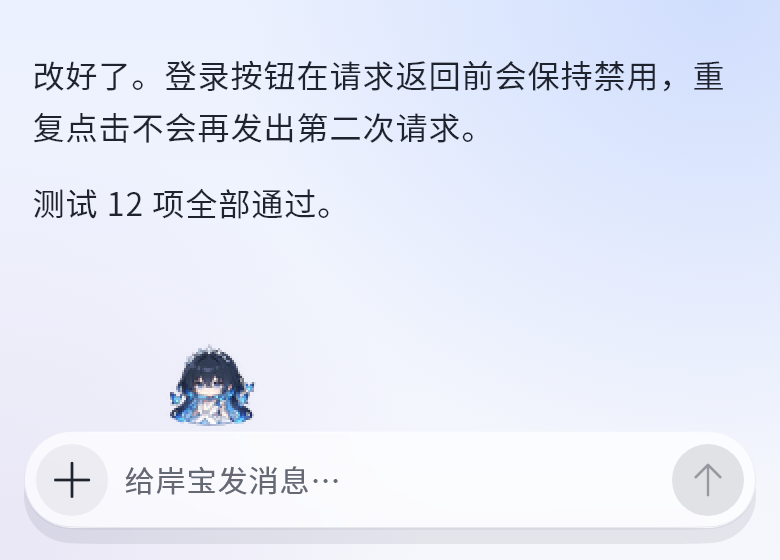 改好了。登录按钮在请求返回前会保持禁用，重
复点击不会再发出第二次请求。
测试 12 项全部通过。
给岸宝发消息…